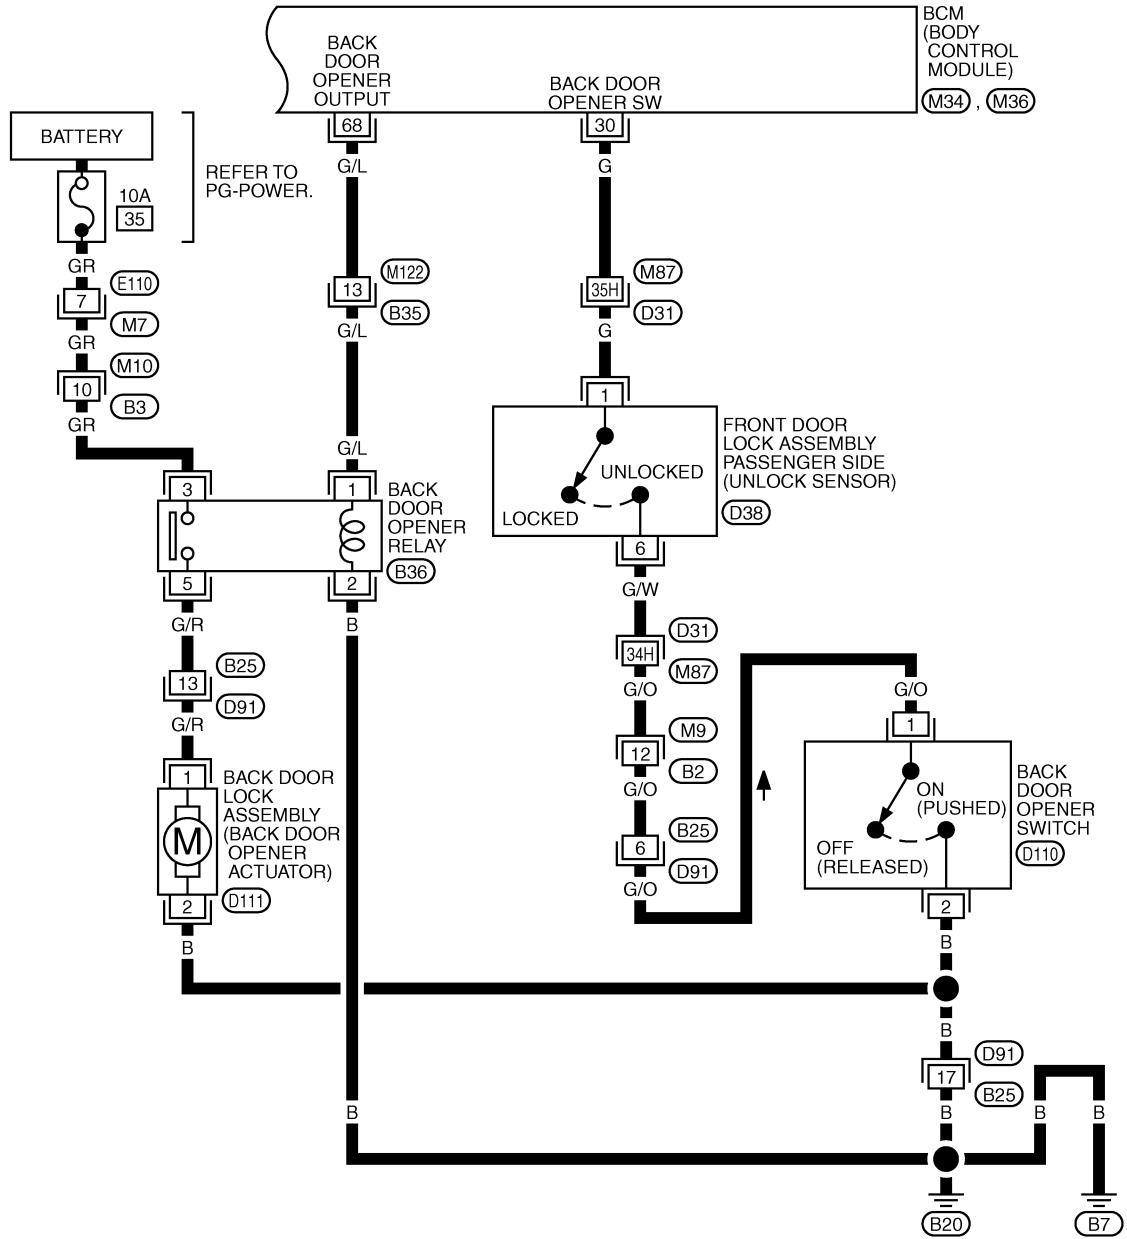 BCM
(BODY
CONTROL
MODULE)
M34 , M36
BACK
DOOR
OPENER
OUTPUT
BACK DOOR
OPENER SW
68
30
BATTERY
REFER TO
PG-POWER.
10A
35
G/L
G
GR
E110
7
M7
GR
M10
10
B3
GR
M122
13
B35
G/L
G/L
M87
35H
D31
G
1
FRONT DOOR
LOCK ASSEMBLY
PASSENGER SIDE
(UNLOCK SENSOR)
D38
UNLOCKED
LOCKED
6
G/W
3
1
BACK
DOOR
OPENER
RELAY
B36
5
2
G/R
B
B25
13
D91
G/R
D31
34H
M87
G/O
M9
12
B2
G/O
B25
6
D91
G/O
G/O
1
BACK
DOOR
OPENER
SWITCH
D110
ON
(PUSHED)
OFF
(RELEASED)
2
B
1
BACK DOOR
LOCK
ASSEMBLY
(BACK DOOR
OPENER
ACTUATOR)
D111
M
2
B
B
D91
17
B25
B
B
B
B
B20
B7